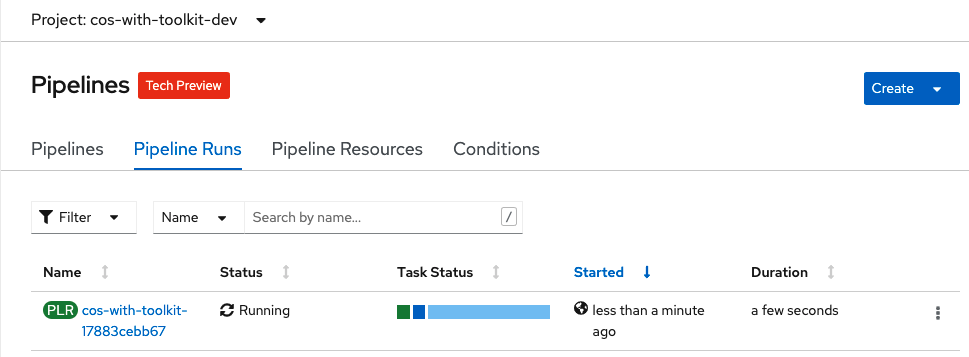 Project: cos-with-toolkit-dev
Pipelines Tech Preview Create
Pipelines Pipeline Runs Pipeline Resources Conditions
Filter Name Search by name... /
Name Status Task Status Started Duration
PLR cos-with-toolkit- Running less than a minute a few seconds
17883cebb67 ago